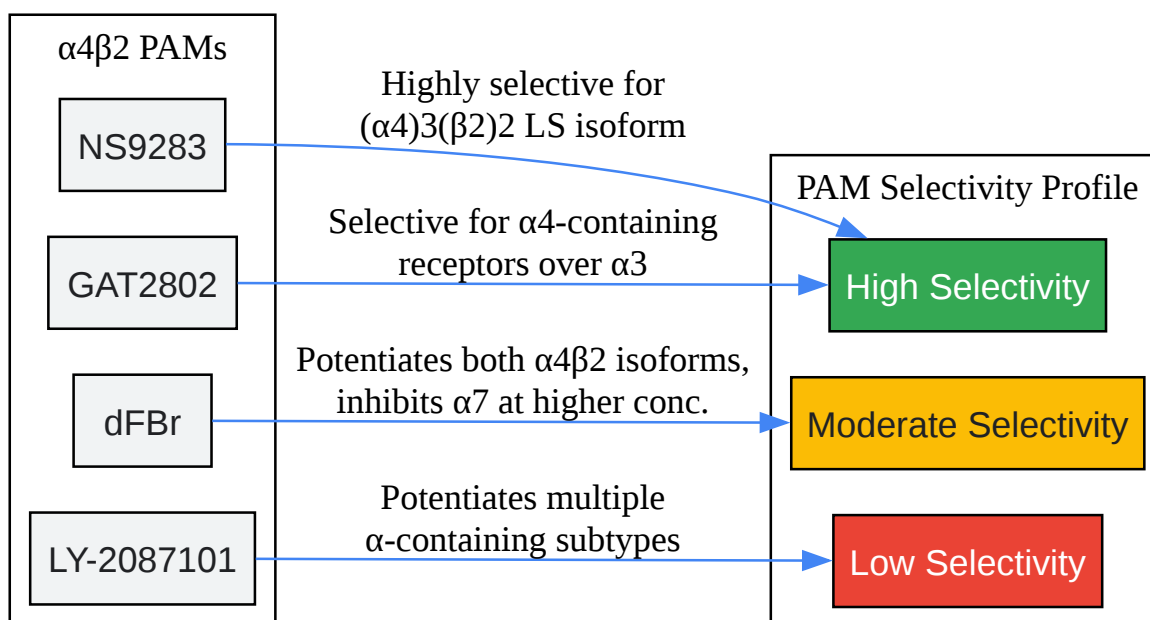 α4β2 PAMs
NS9283
GAT2802
dFBr
LY-2087101
Highly selective for
(α4)3(β2)2 LS isoform
Selective for α4-containing
receptors over α3
Potentiates both α4β2 isoforms,
inhibits α7 at higher conc.
Potentiates multiple
α-containing subtypes
PAM Selectivity Profile
High Selectivity
Moderate Selectivity
Low Selectivity